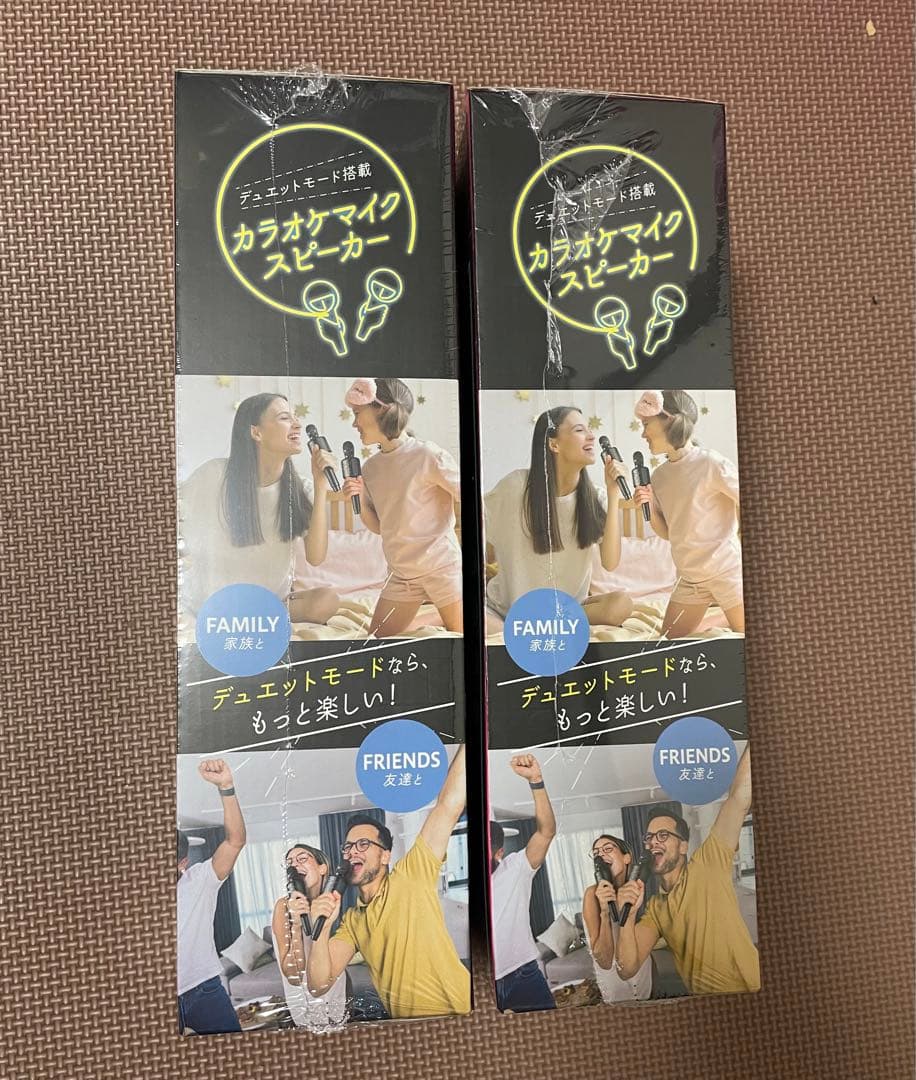 デュエットモード搭載
カラオケマイク
スピーカー
FAMILY
家族と
デュエットモードなら、
もっと楽しい！
FRIENDS
友達と
デュエットモード搭載
カラオケマイク
スピーカー
FAMILY
家族と
デュエットモードなら、
もっと楽しい！
FRIENDS
友達と